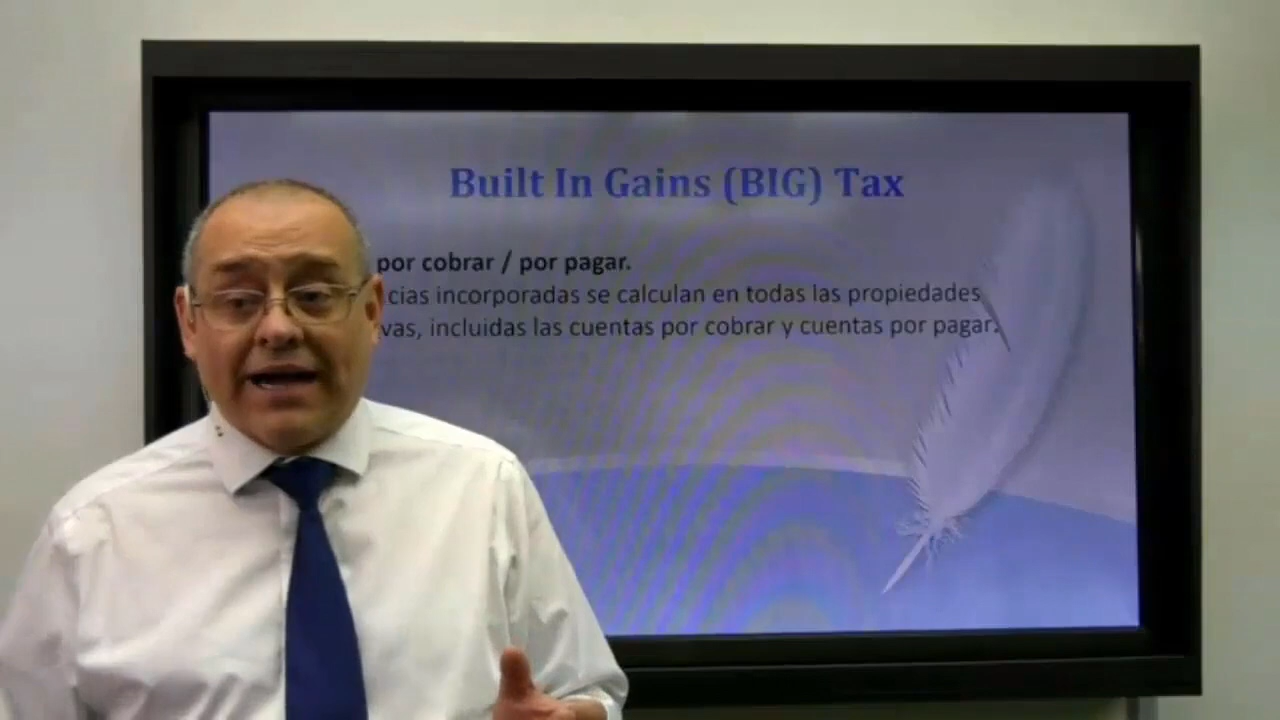 Built In Gains (BIG) Tax
por cobrar / por pagar.
cias incorporadas se calculan en todas las propiedades
vas, incluidas las cuentas por cobrar y cuentas por pagar.